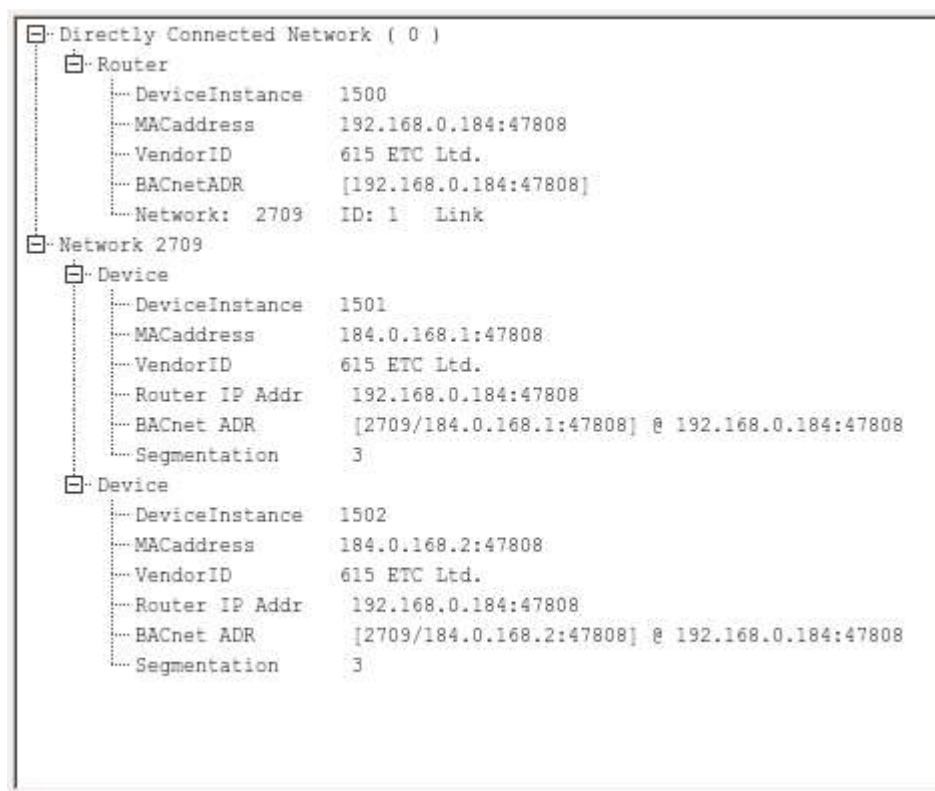 Directly Connected Network ( 0 )
Router
DeviceInstance 1500
MACaddress 192.168.0.184:47808
VendorID 615 ETC Ltd.
BACnetADR [192.168.0.184:47808]
Network: 2709 ID: 1 Link
Network 2709
Device
DeviceInstance 1501
MACaddress 184.0.168.1:47808
VendorID 615 ETC Ltd.
Router IP Addr 192.168.0.184:47808
BACnet ADR [2709/184.0.168.1:47808] @ 192.168.0.184:47808
Segmentation 3
Device
DeviceInstance 1502
MACaddress 184.0.168.2:47808
VendorID 615 ETC Ltd.
Router IP Addr 192.168.0.184:47808
BACnet ADR [2709/184.0.168.2:47808] @ 192.168.0.184:47808
Segmentation 3